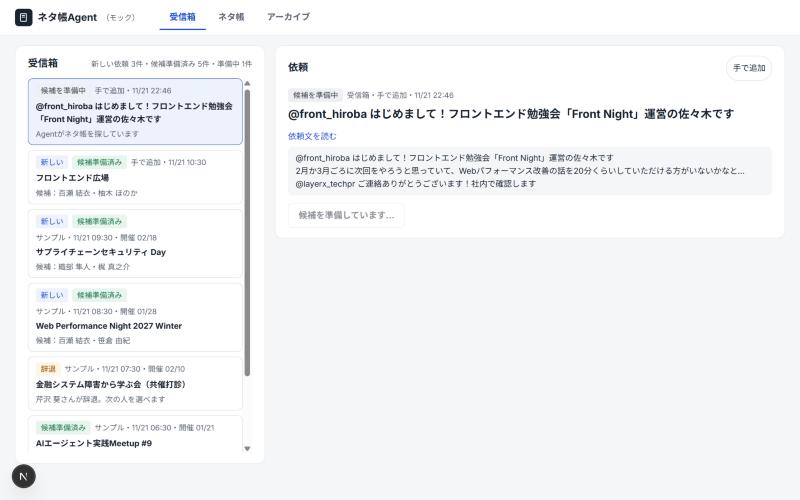 ネタ帳Agent （モック） 受信箱 ネタ帳 アーカイブ
受信箱 新しい依頼 3件・候補準備済み 5件・準備中 1件
候補を準備中 手で追加・11/21 22:46
@front_hiroba はじめまして！フロントエンド勉強会
「Front Night」運営の佐々木です
Agentがネタ帳を探しています
新しい 候補準備済み 手で追加・11/21 10:30
フロントエンド広場
候補：百瀬 結衣・柚木 ほのか
新しい 候補準備済み
サンプル・11/21 09:30・開催 02/18
サプライチェーンセキュリティ Day
候補：織部 隼人・梶 真之介
新しい 候補準備済み
サンプル・11/21 08:30・開催 01/28
Web Performance Night 2027 Winter
候補：百瀬 結衣・笹倉 由紀
辞退 サンプル・11/21 07:30・開催 02/10
金融システム障害から学ぶ会（共催打診）
芹沢 葵さんが辞退。次の人を選べます
候補準備済み サンプル・11/21 06:30・開催 01/21
AIエージェント実践Meetup #9
依頼 手で追加
候補を準備中 受信箱・手で追加・11/21 22:46
@front_hiroba はじめまして！フロントエンド勉強会「Front Night」運営の佐々木です
依頼文を読む
@front_hiroba はじめまして！フロントエンド勉強会「Front Night」運営の佐々木です
2月か3月ごろに次回をやろうと思っていて、Webパフォーマンス改善の話を20分くらいしていただける方がいないかなと...
@layerx_techpr ご連絡ありがとうございます！社内で確認します
候補を準備しています...
N